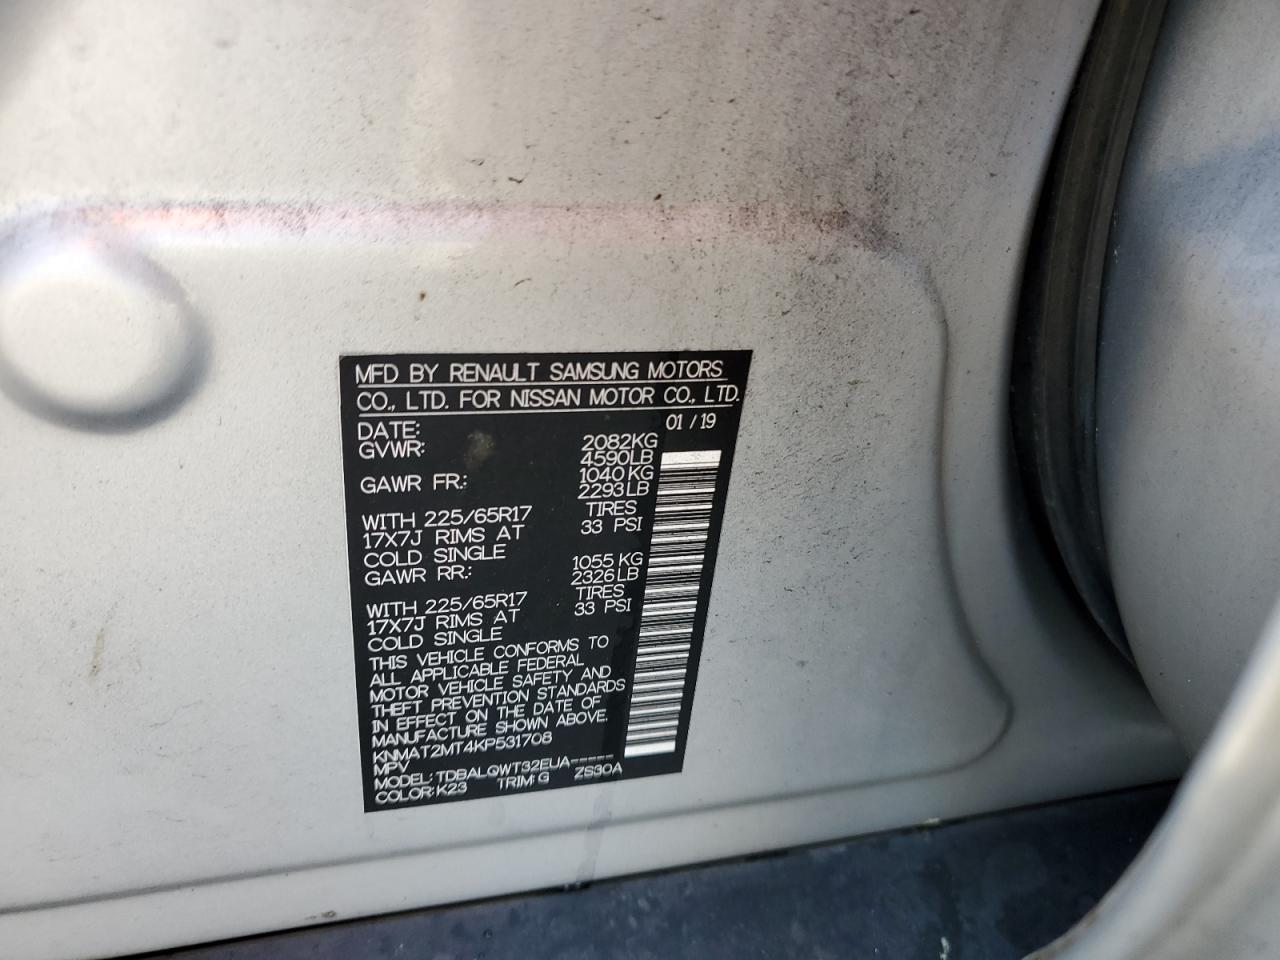 MFD BY RENAULT SAMSUNG MOTORS
CO., LTD. FOR NISSAN MOTOR CO., LTD.
DATE: 01 / 19
GVWR: 2082KG
4590LB
GAWR FR.: 1040KG
2293LB
WITH 225/65R17 TIRES
17X7J RIMS AT 33 PSI
COLD SINGLE
GAWR RR.: 1055KG
2326LB
WITH 225/65R17 TIRES
17X7J RIMS AT 33 PSI
COLD SINGLE
THIS VEHICLE CONFORMS TO
ALL APPLICABLE FEDERAL
MOTOR VEHICLE SAFETY AND
THEFT PREVENTION STANDARDS
IN EFFECT ON THE DATE OF
MANUFACTURE SHOWN ABOVE.
KNMAT2MT4KP531708
MPV
MODEL: TDBALQWT32EUA-----
COLOR: K23 TRIM: G ZS30A